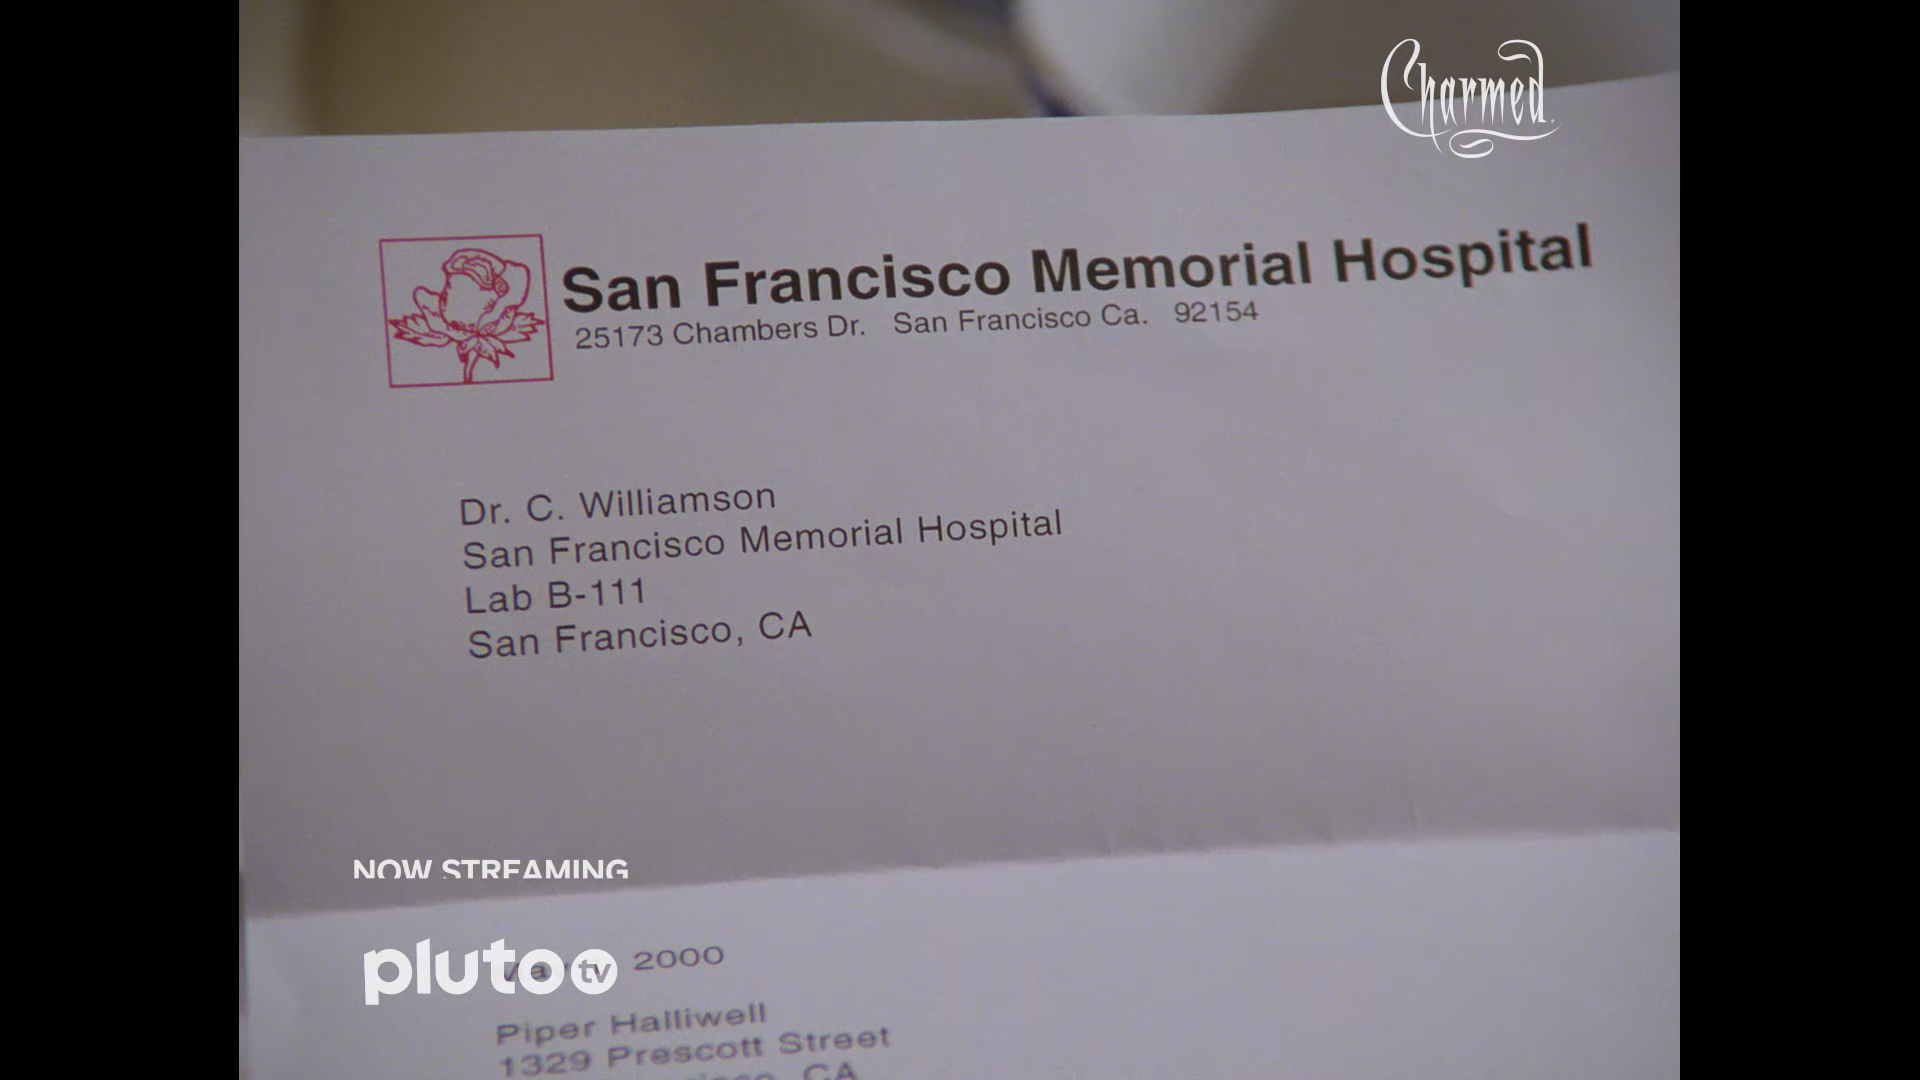 Charmed
San Francisco Memorial Hospital
25173 Chambers Dr. San Francisco Ca. 92154
Dr. C. Williamson
San Francisco Memorial Hospital
Lab B-111
San Francisco, CA
NOW STREAMING
pluto tv
2000
Piper Halliwell
1329 Prescott Street
CA